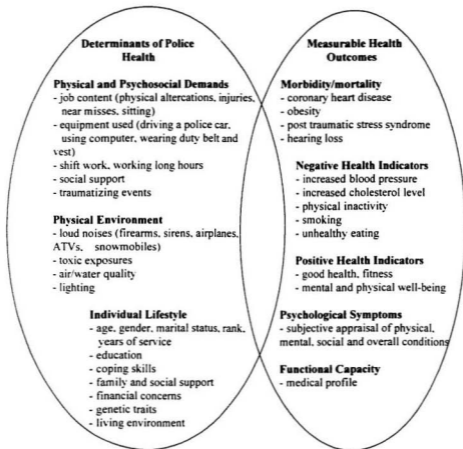 Determinants of Police
Health
Physical and Psychosocial Demands
- job content (physical altercations, injuries,
near misses, sitting)
- equipment used (driving a police car,
using computer, wearing duty belt and
vest)
- shift work, working long hours
- social support
- traumatizing events
Physical Environment
- loud noises (firearms, sirens, airplanes,
ATVs, snowmobiles)
- toxic exposures
- air/water quality
- lighting
Individual Lifestyle
- age, gender, marital status, rank,
years of service
- education
- coping skills
- family and social support
- financial concerns
- genetic traits
- living environment
Measurable Health
Outcomes
Morbidity/mortality
- coronary heart disease
- obesity
- post traumatic stress syndrome
- hearing loss
Negative Health Indicators
- increased blood pressure
- increased cholesterol level
- physical inactivity
- smoking
- unhealthy eating
Positive Health Indicators
- good health, fitness
- mental and physical well-being
Psychological Symptoms
- subjective appraisal of physical,
mental, social and overall conditions
Functional Capacity
- medical profile